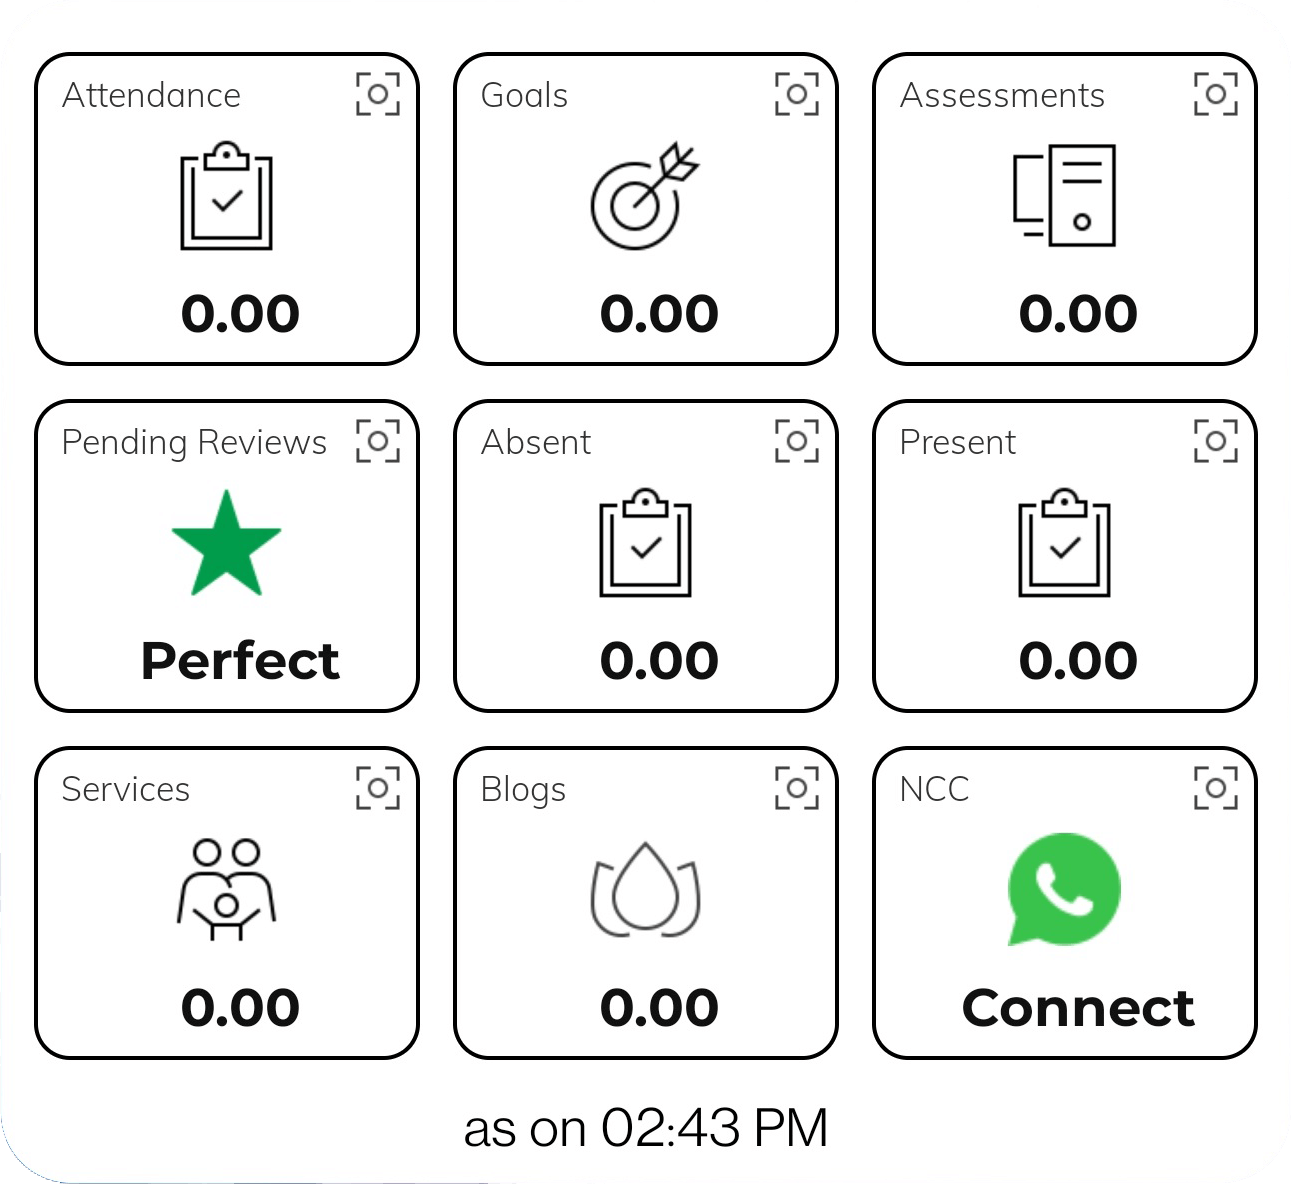 Attendance
0.00
Goals
0.00
Assessments
0.00
Pending Reviews
Perfect
Absent
0.00
Present
0.00
Services
0.00
Blogs
0.00
NCC
Connect
as on 02:43 PM